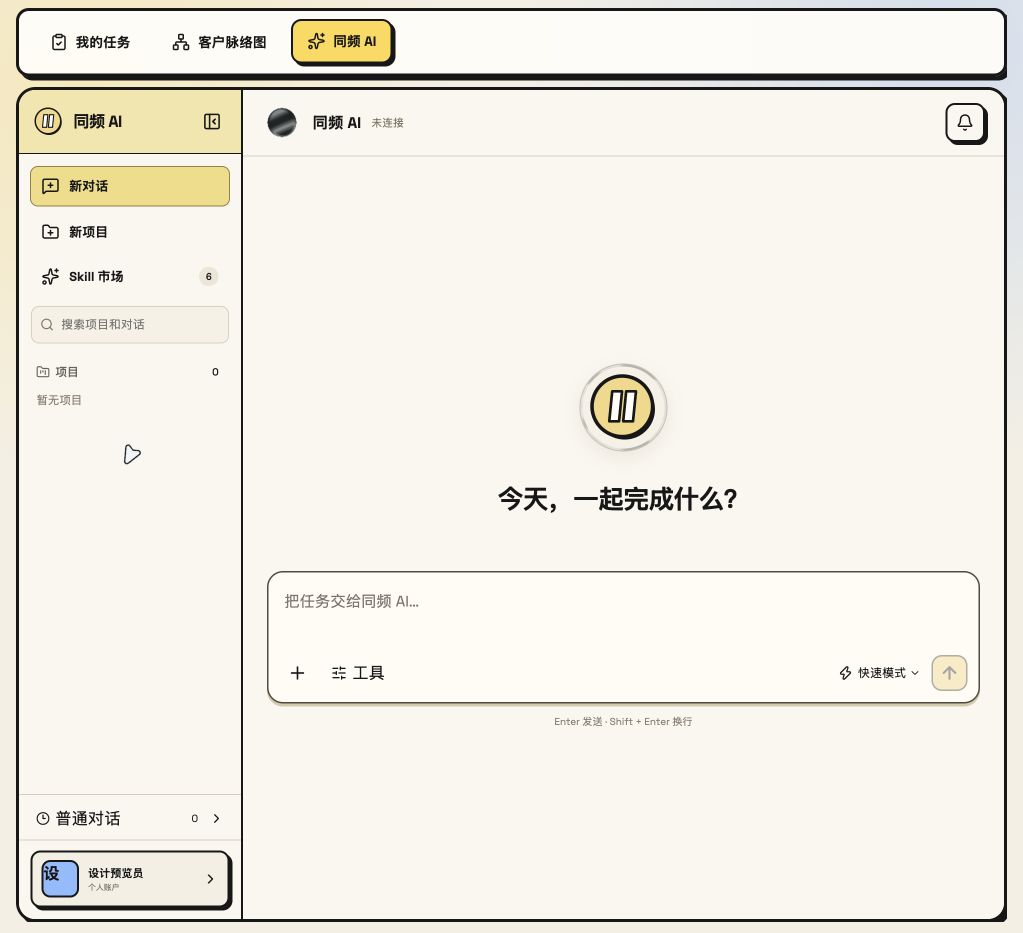 我的任务
客户脉络图
同频 AI
同频 AI
新对话
新项目
Skill 市场
6
搜索项目和对话
项目
0
暂无项目
普通对话
0
设
设计预览员
个人账户
同频 AI
未连接
今天，一起完成什么？
把任务交给同频 AI…
工具
快速模式
Enter 发送 · Shift + Enter 换行